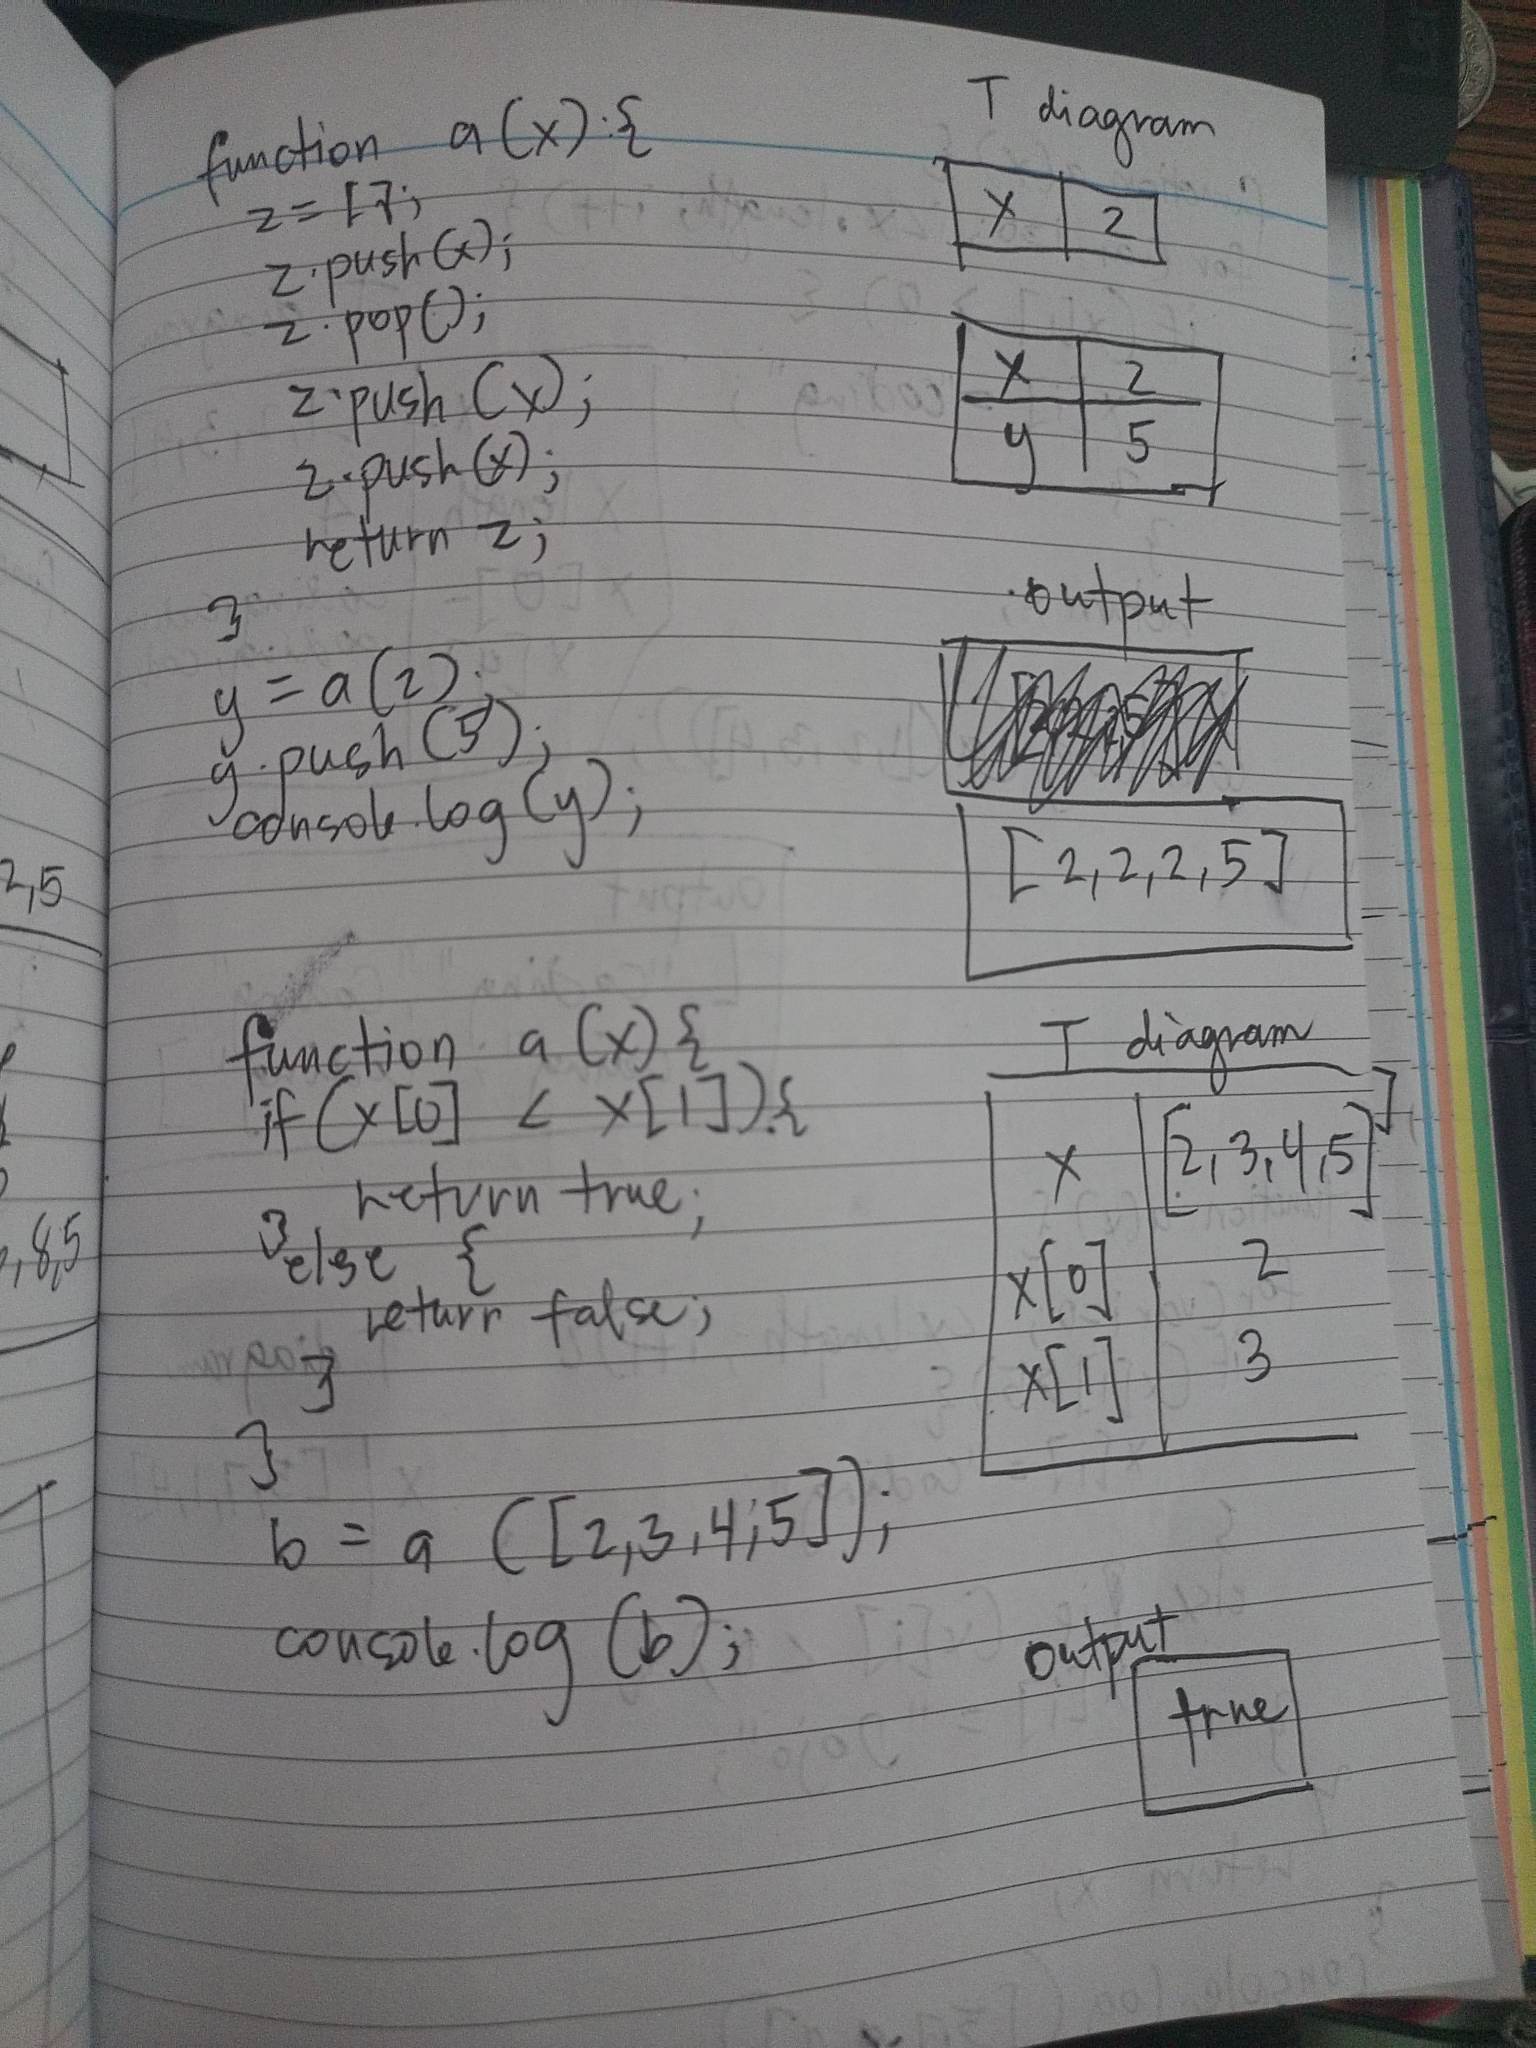 function a(x){
z = [];
z.push(x);
z.pop();
z.push(x);
z.push(x);
return z;
}
y = a(2);
y.push(5);
console.log(y);
T diagram
x 2
x 2
y 5
output
[2,2,2,5]
function a(x){
if(x[0] < x[1]){
return true;
}else {
return false;
}
}
b = a ([2,3,4,5]);
console.log(b);
T diagram
x [2,3,4,5]
x[0] 2
x[1] 3
output
true
2,5
,8,5